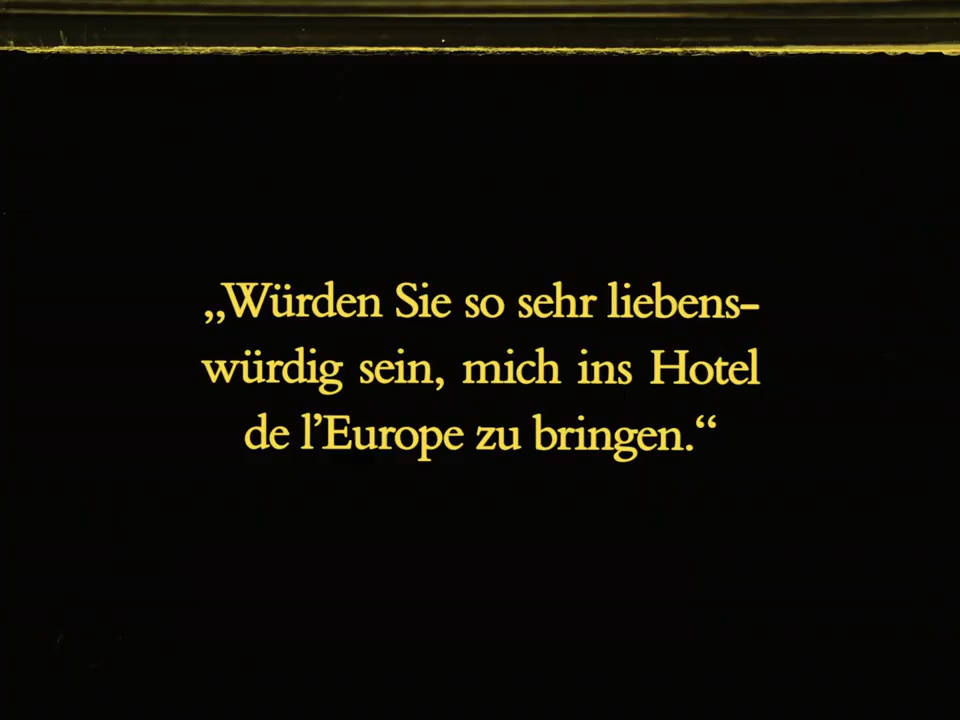 „Würden Sie so sehr liebens-
würdig sein, mich ins Hotel
de l’Europe zu bringen.“